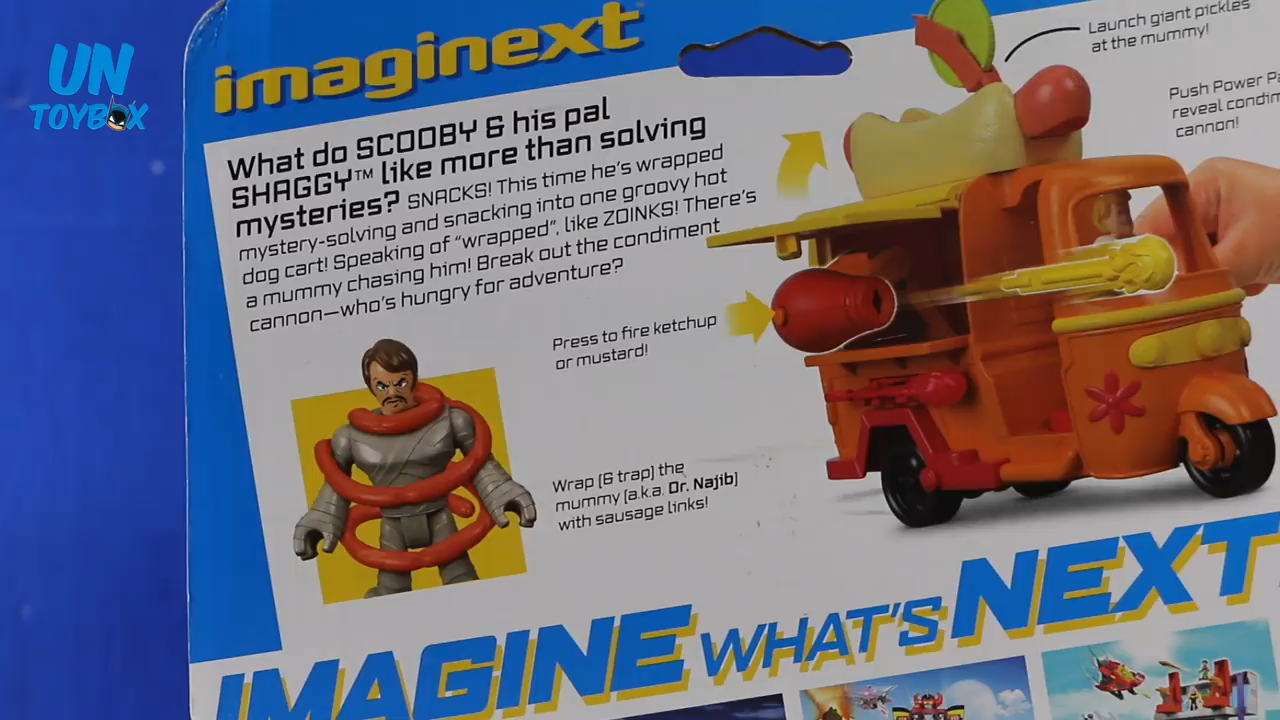 UN
TOYBOX
imaginext
Launch giant pickles
at the mummy!
Push Power
reveal
cannon!
What do SCOOBY & his pal
SHAGGY™ like more than solving
mysteries? SNACKS! This time he's wrapped
mystery-solving and snacking into one groovy hot
dog cart! Speaking of "wrapped", like ZOINKS! There's
a mummy chasing him! Break out the condiment
cannon—who's hungry for adventure?
Press to fire ketchup
or mustard!
Wrap (& trap) the
mummy (a.k.a. Dr. Najib)
with sausage links!
IMAGINE WHAT'S NEXT